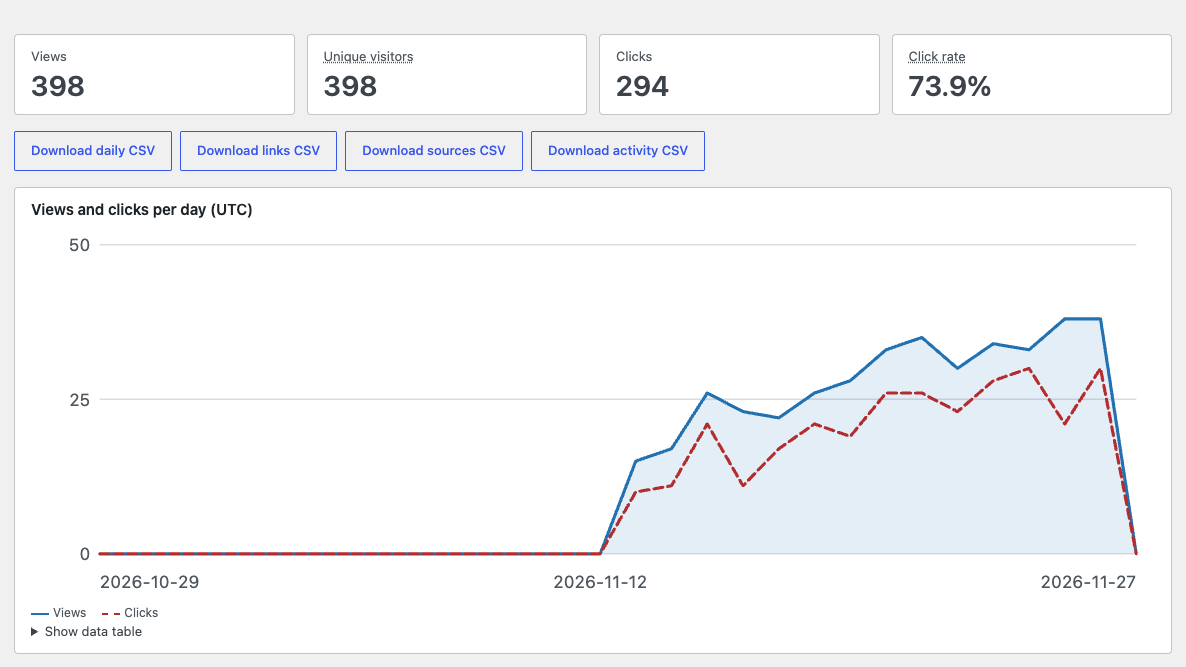 Views
398
Unique visitors
398
Clicks
294
Click rate
73.9%
Download daily CSV
Download links CSV
Download sources CSV
Download activity CSV
Views and clicks per day (UTC)
50
25
0
2026-10-29
2026-11-12
2026-11-27
Views
Clicks
Show data table